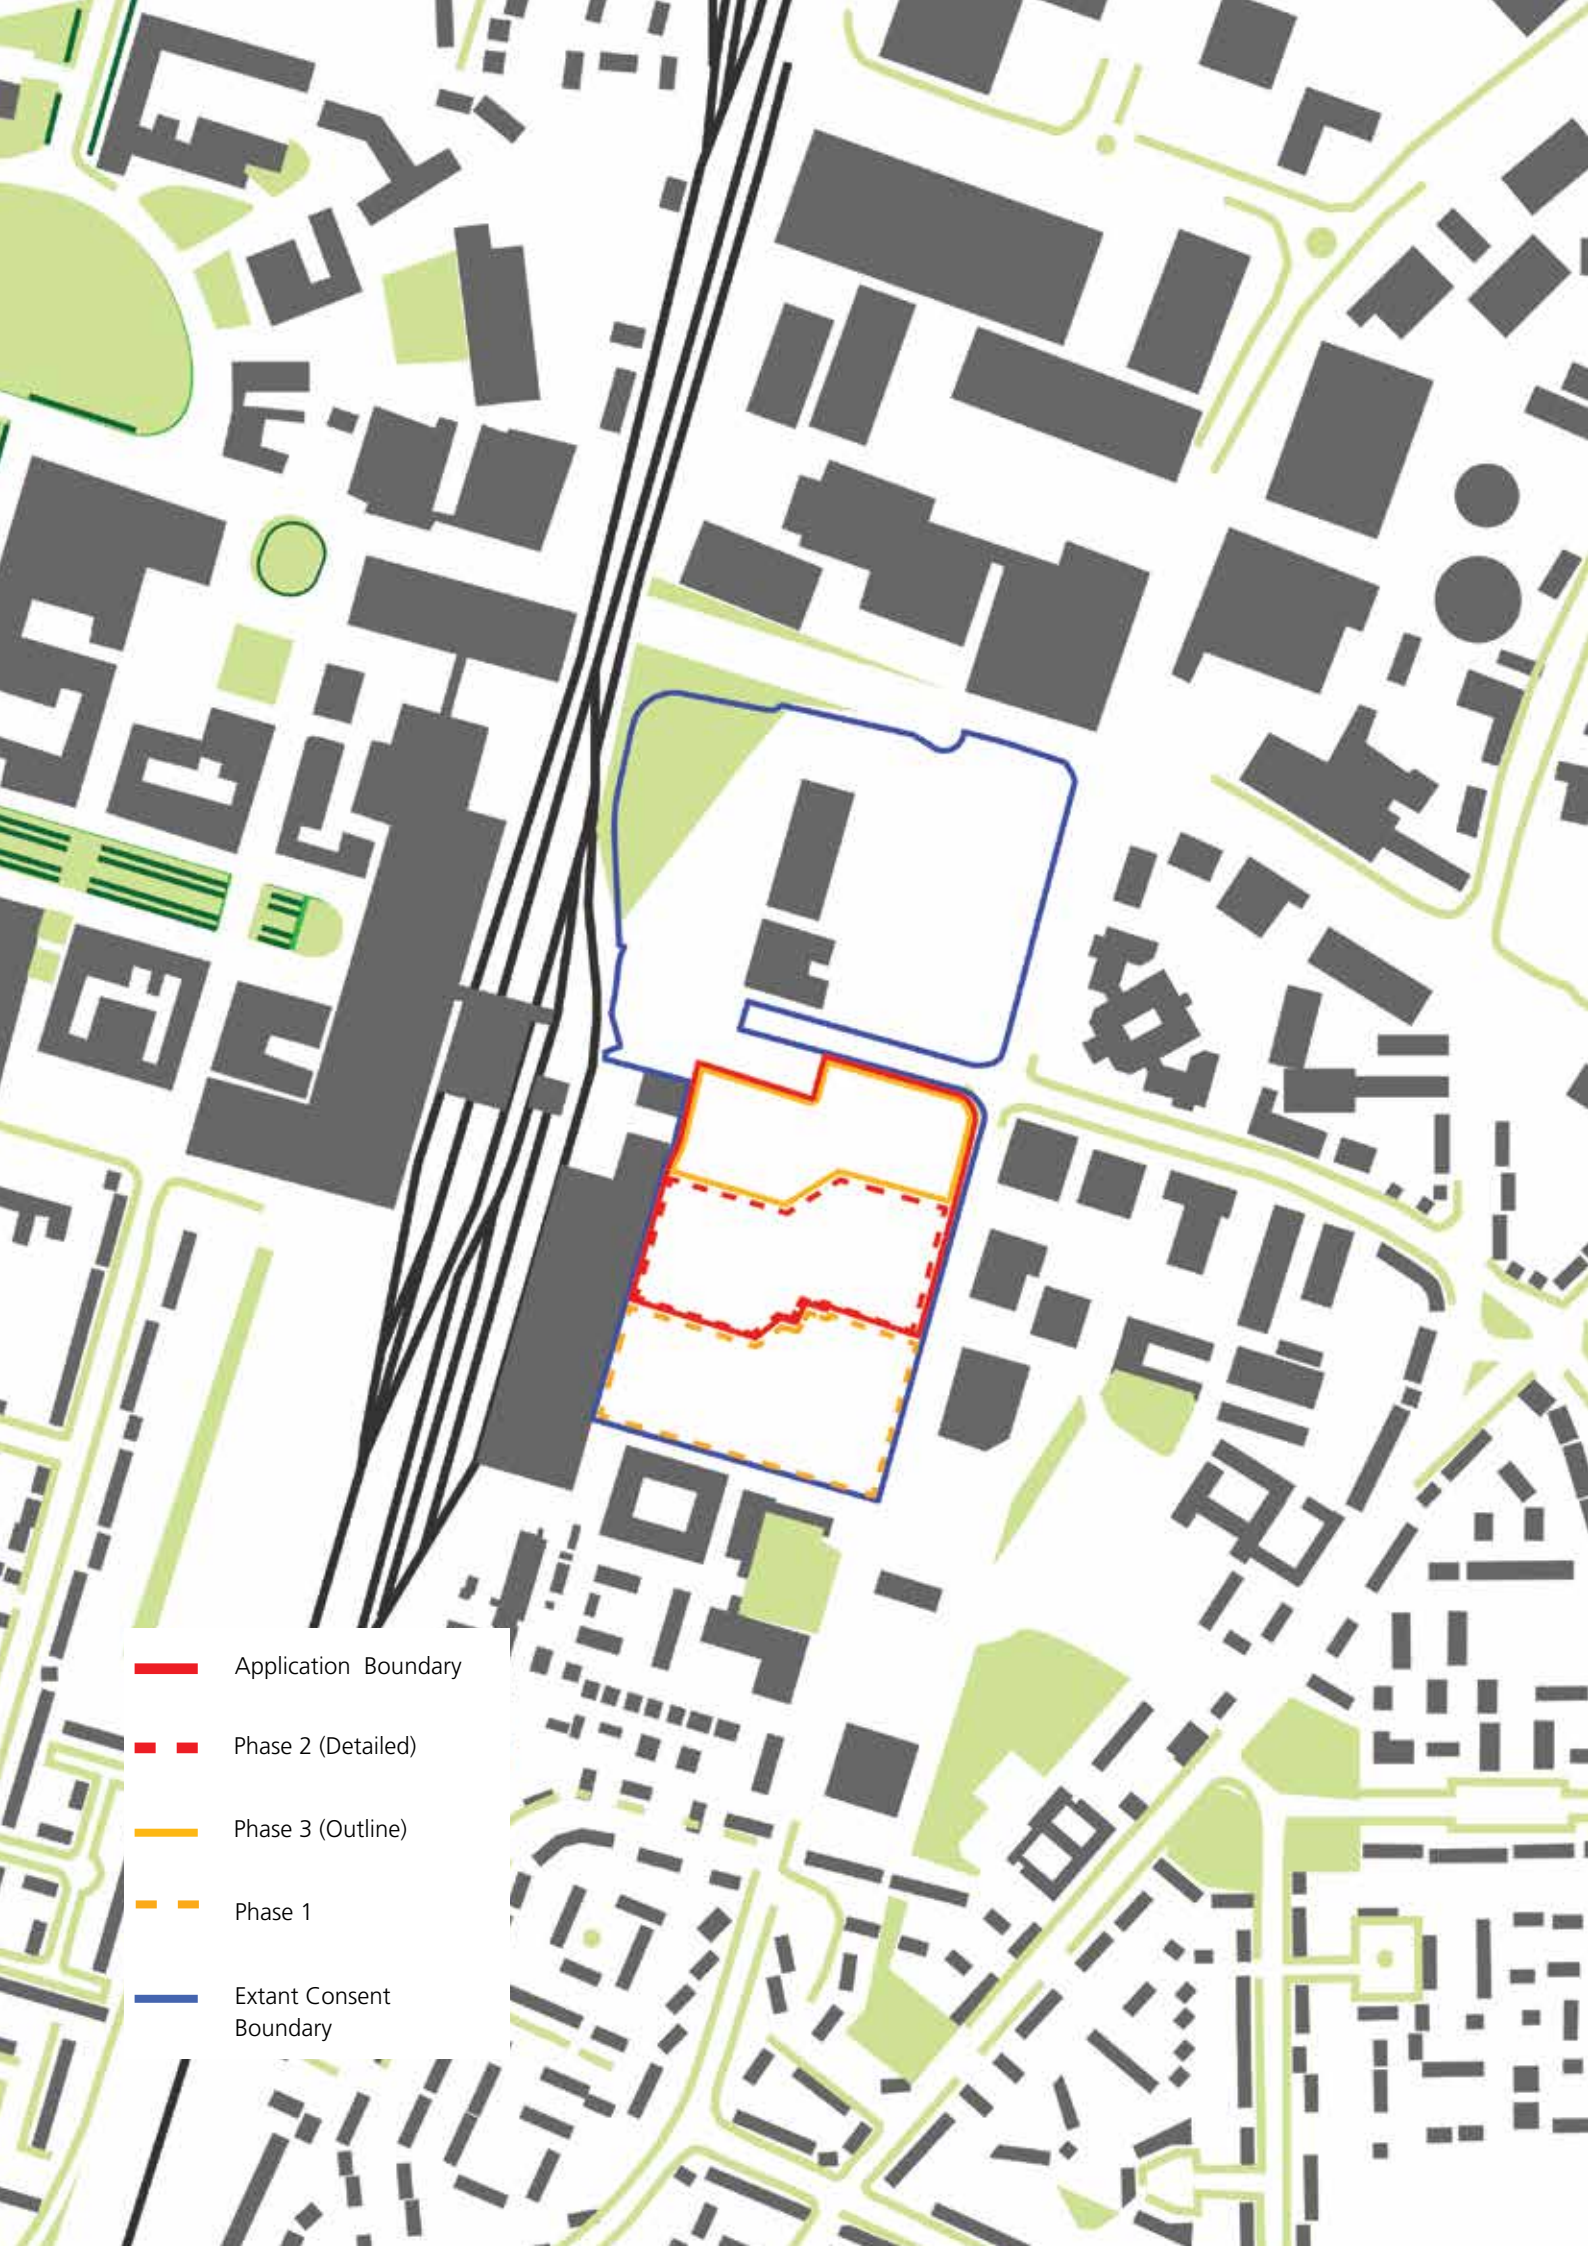 Application Boundary
Phase 2 (Detailed)
Phase 3 (Outline)
Phase 1
Extant Consent
Boundary